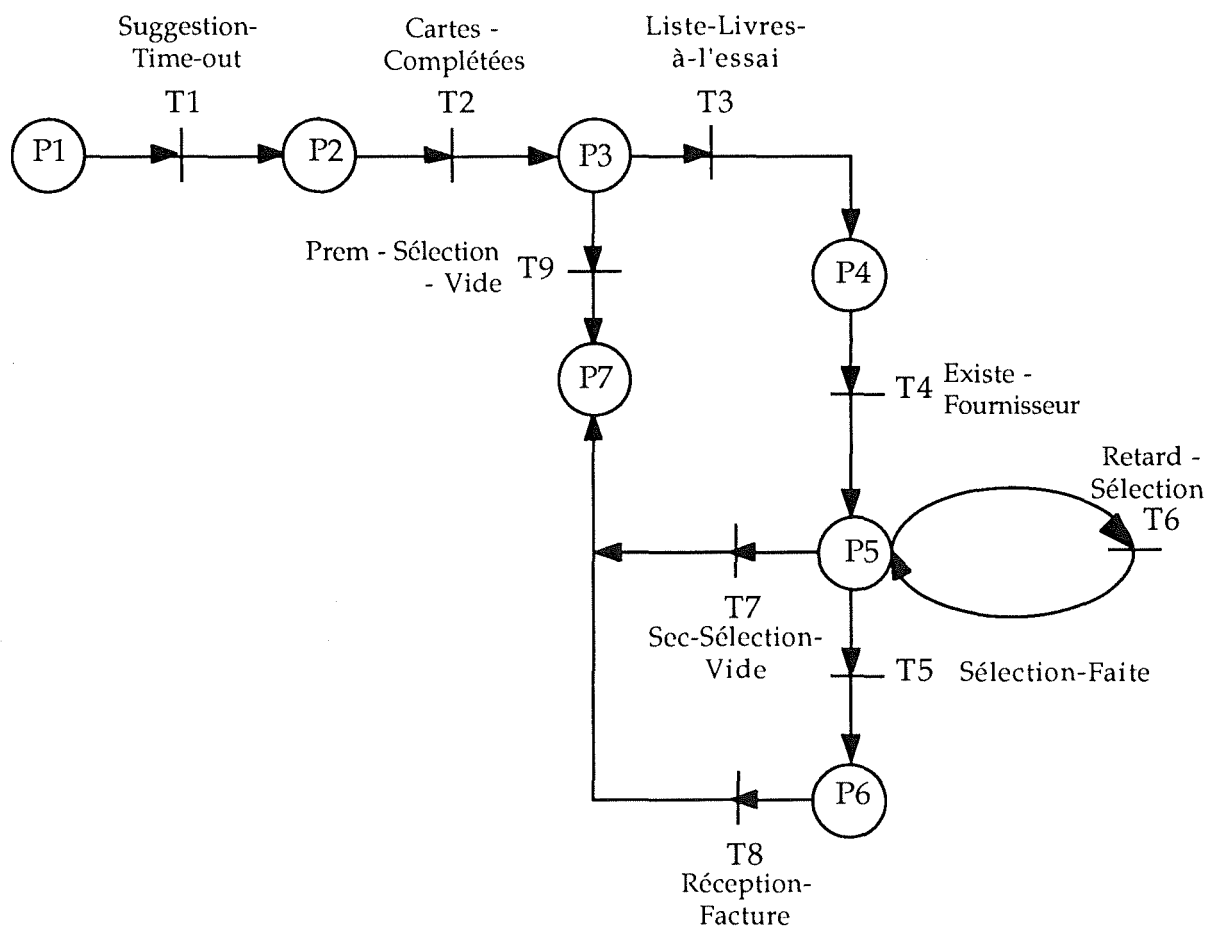 Suggestion-
Time-out
T1
Cartes -
Complétées
T2
Liste-Livres-
à-l'essai
T3
P1
P2
P3
Prem - Sélection
- Vide
T9
P4
P7
T4
Existe -
Fournisseur
Retard -
Sélection
T6
P5
T7
Sec-Sélection-
Vide
T5
Sélection-Faite
P6
T8
Réception-
Facture